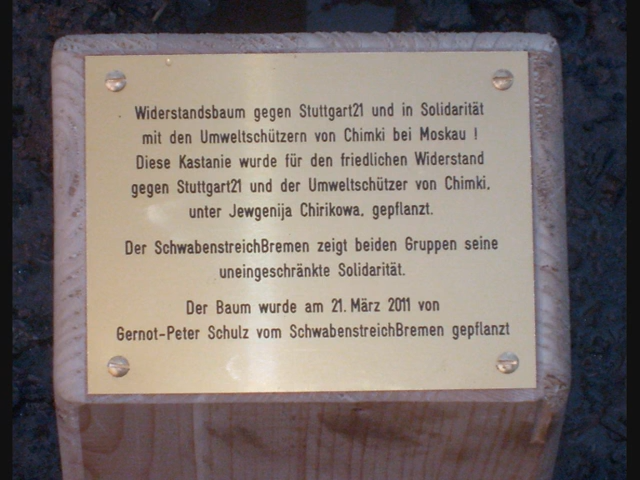 Widerstandsbaum gegen Stuttgart21 und in Solidarität
mit den Umweltschützern von Chimki bei Moskau !
Diese Kastanie wurde für den friedlichen Widerstand
gegen Stuttgart21 und der Umweltschützer von Chimki,
unter Jewgenija Chirikowa, gepflanzt.
Der SchwabenstreichBremen zeigt beiden Gruppen seine
uneingeschränkte Solidarität.
Der Baum wurde am 21. März 2011 von
Gernot-Peter Schulz vom SchwabenstreichBremen gepflanzt